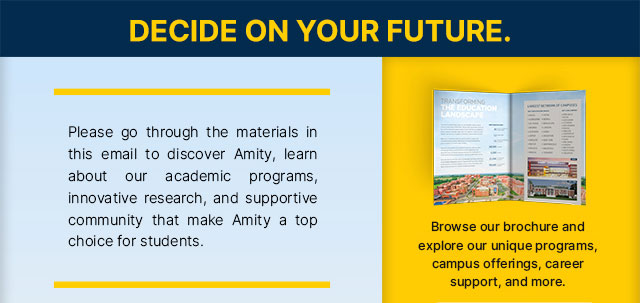 DECIDE ON YOUR FUTURE.
Please go through the materials in
this email to discover Amity, learn
about our academic programs,
innovative research, and supportive
community that make Amity a top
choice for students.
TRANSFORMING
THE EDUCATION
LANDSCAPE
LARGEST NETWORK OF CAMPUSES
Browse our brochure and
explore our unique programs,
campus offerings, career
support, and more.